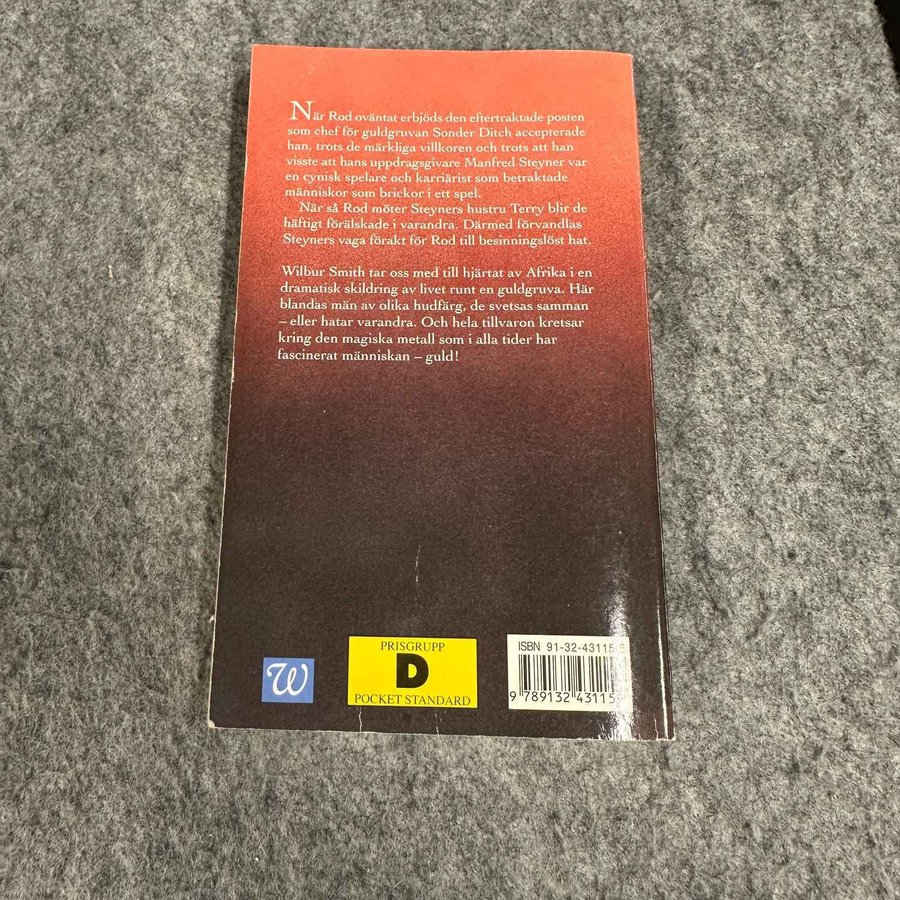 När Rod oväntat erbjöds den eftertraktade posten
som chef för guldgruvan Sonder Ditch accepterade
han, trots de märkliga villkoren och trots att han
visste att hans uppdragsgivare Manfred Steyner var
en cynisk spelare och karriärist som betraktade
människor som brickor i ett spel.
När så Rod möter Steyners hustru Terry blir de
häftigt förälskade i varandra. Därmed förvandlas
Steyners vaga förakt för Rod till besinningslöst hat.
Wilbur Smith tar oss med till hjärtat av Afrika i en
dramatisk skildring av livet runt en guldgruva. Här
blandas män av olika hudfärg, de svetsas samman
– eller hatar varandra. Och hela tillvaron kretsar
kring den magiska metall som i alla tider har
fascinerat människan – guld!
W
PRISGRUPP
D
POCKET STANDARD
ISBN 91-32-43115-5
9 789132 43115